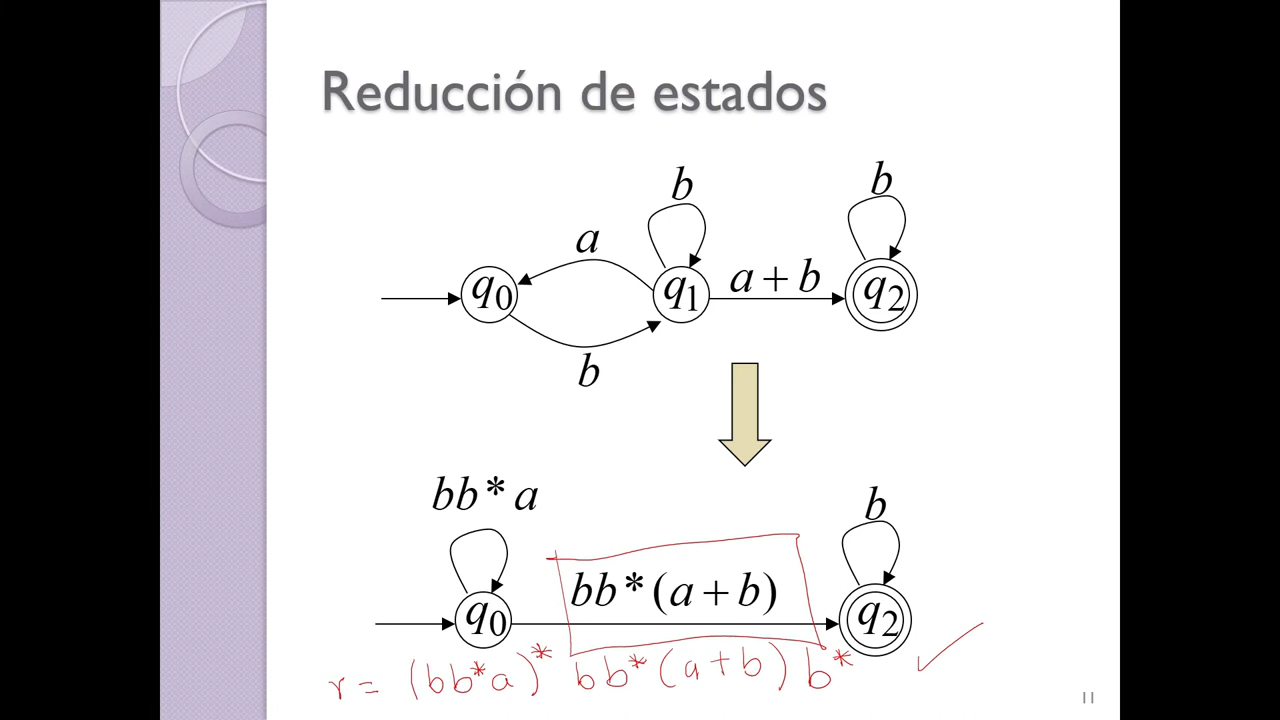 Reducción de estados
b
b
a
q0
q1
a + b
q2
b
bb * a
b
bb * (a + b)
q0
q2
r = (bb*a)* bb* (a+b) b* ✓
11